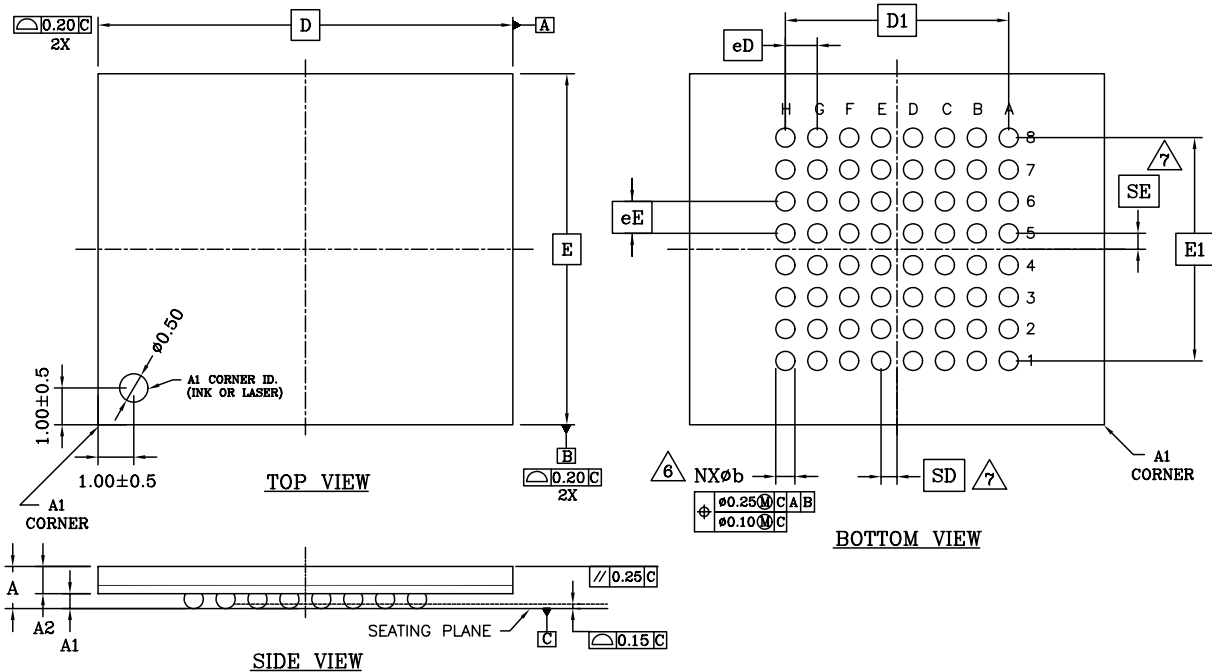 ⌓ 0.20 C
2X
D
A
E
ø0.50
A1 CORNER ID.
(INK OR LASER)
1.00±0.5
1.00±0.5
A1
CORNER
TOP VIEW
B
⌓ 0.20 C
2X
D1
eD
H G F E D C B A
8
7
6
5
4
3
2
1
7
SE
eE
E1
6 NXøb
⌖ ø0.25 Ⓜ C A B
ø0.10 Ⓜ C
SD 7
A1
CORNER
BOTTOM VIEW
A
A2
A1
// 0.25 C
SEATING PLANE
C
⌓ 0.15 C
SIDE VIEW